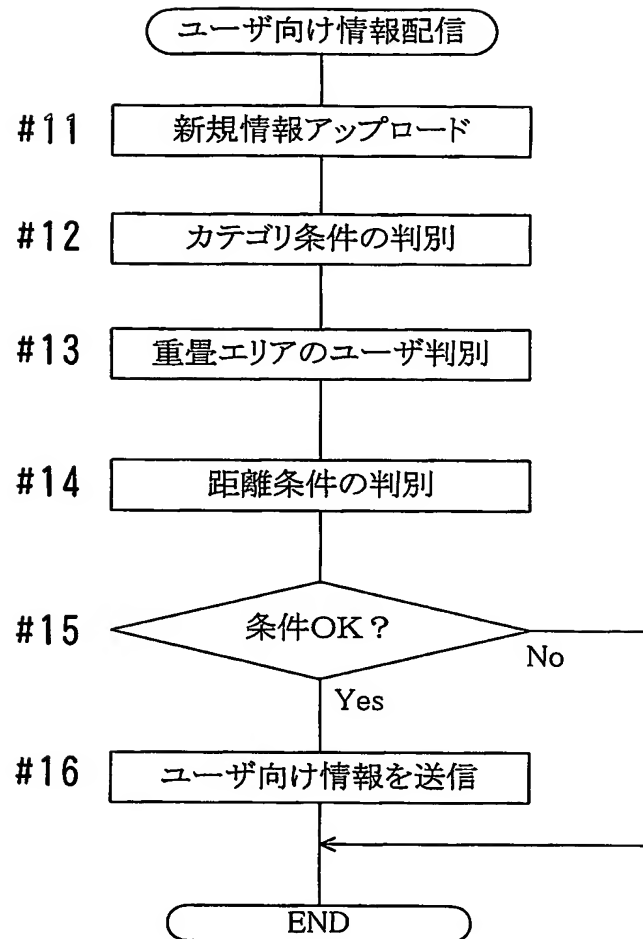 ユーザ向け情報配信
#11 新規情報アップロード
#12 カテゴリ条件の判別
#13 重畳エリアのユーザ判別
#14 距離条件の判別
#15 条件OK?
No
Yes
#16 ユーザ向け情報を送信
END